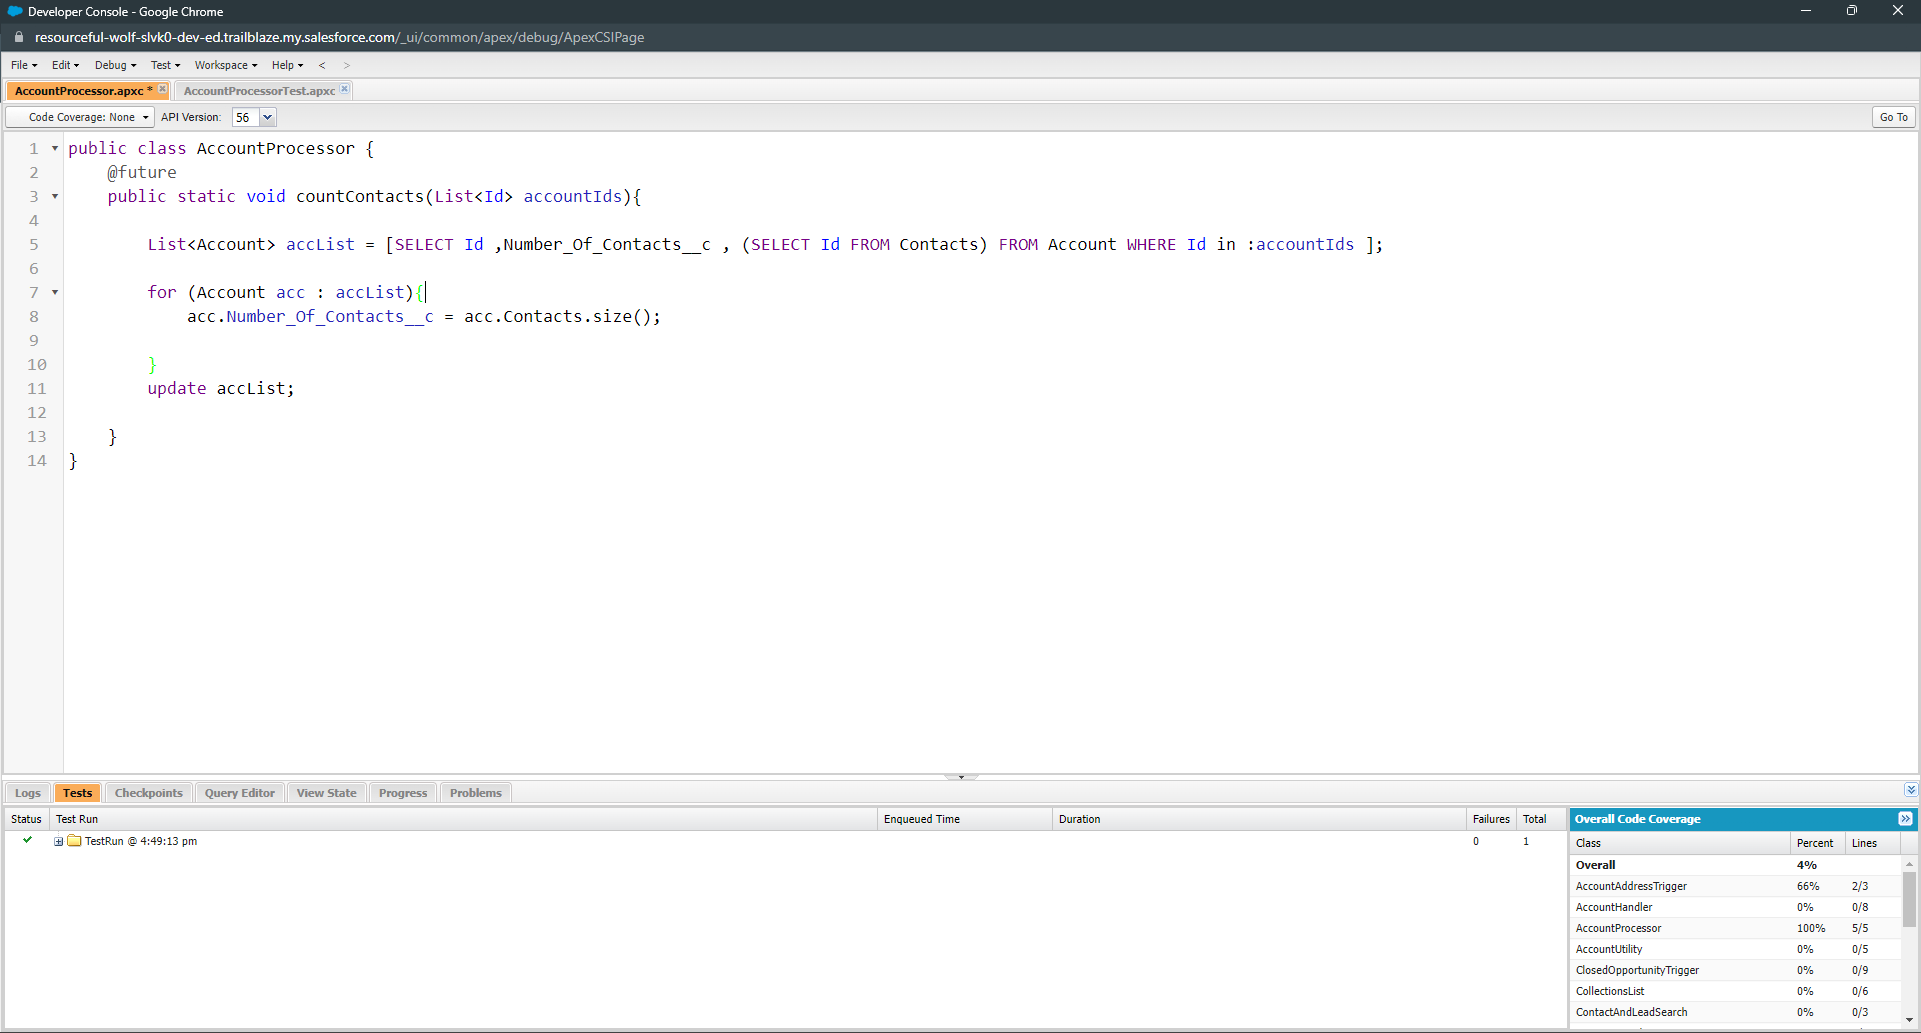 Developer Console - Google Chrome
resourceful-wolf-slvk0-dev-ed.trailblaze.my.salesforce.com/_ui/common/apex/debug/ApexCSIPage
File Edit Debug Test Workspace Help < >
AccountProcessor.apxc * AccountProcessorTest.apxc
Code Coverage: None API Version: 56 Go To
1 public class AccountProcessor {
2 @future
3 public static void countContacts(List<Id> accountIds){
4
5 List<Account> accList = [SELECT Id ,Number_Of_Contacts__c , (SELECT Id FROM Contacts) FROM Account WHERE Id in :accountIds ];
6
7 for (Account acc : accList){
8 acc.Number_Of_Contacts__c = acc.Contacts.size();
9
10 }
11 update accList;
12
13 }
14 }
Logs Tests Checkpoints Query Editor View State Progress Problems
Status Test Run Enqueued Time Duration Failures Total
TestRun @ 4:49:13 pm 0 1
Overall Code Coverage
Class Percent Lines
Overall 4%
AccountAddressTrigger 66% 2/3
AccountHandler 0% 0/8
AccountProcessor 100% 5/5
AccountUtility 0% 0/5
ClosedOpportunityTrigger 0% 0/9
CollectionsList 0% 0/6
ContactAndLeadSearch 0% 0/3